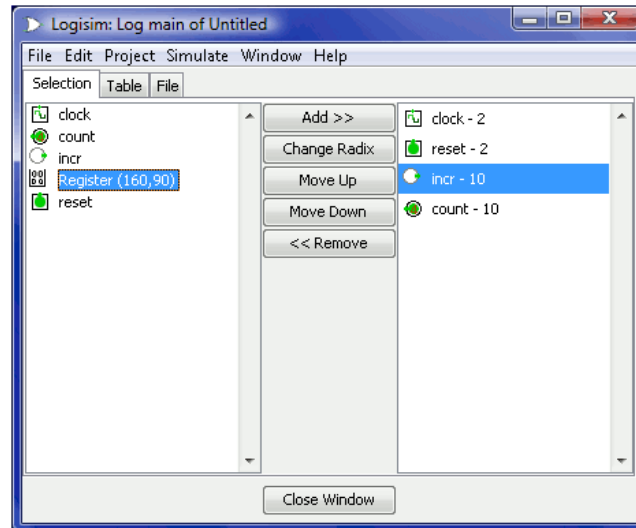 Logisim: Log main of Untitled
File Edit Project Simulate Window Help
Selection Table File
clock
count
incr
Register (160,90)
reset
Add >>
Change Radix
Move Up
Move Down
<< Remove
clock - 2
reset - 2
incr - 10
count - 10
Close Window